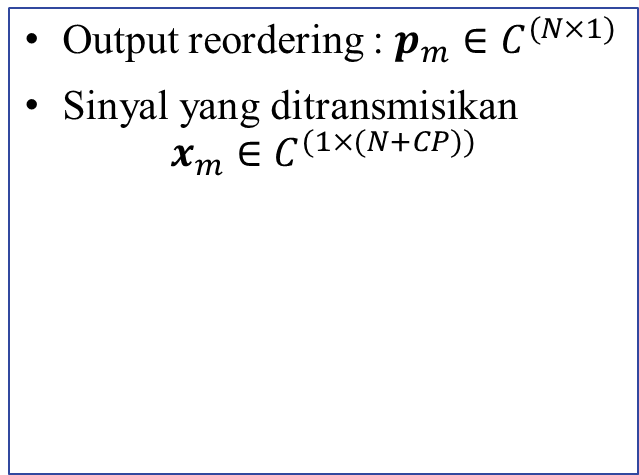 • Output reordering : 𝒑ₘ ∈ 𝐶^(𝑁×1)
• Sinyal yang ditransmisikan
𝒙ₘ ∈ 𝐶^(1×(𝑁+𝐶𝑃))